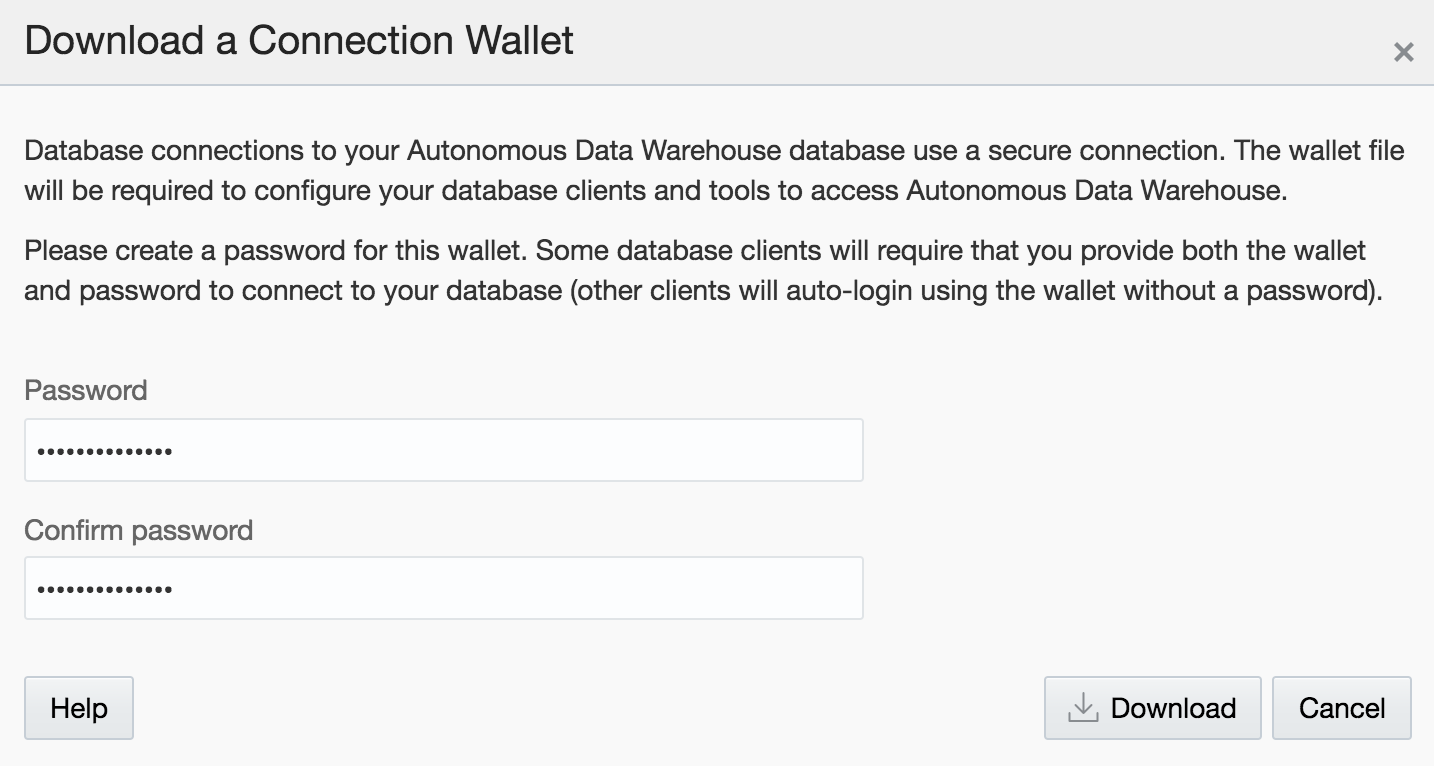 Download a Connection Wallet
×
Database connections to your Autonomous Data Warehouse database use a secure connection. The wallet file
will be required to configure your database clients and tools to access Autonomous Data Warehouse.
Please create a password for this wallet. Some database clients will require that you provide both the wallet
and password to connect to your database (other clients will auto-login using the wallet without a password).
Password
••••••••••••••
Confirm password
••••••••••••••
Help
Download
Cancel